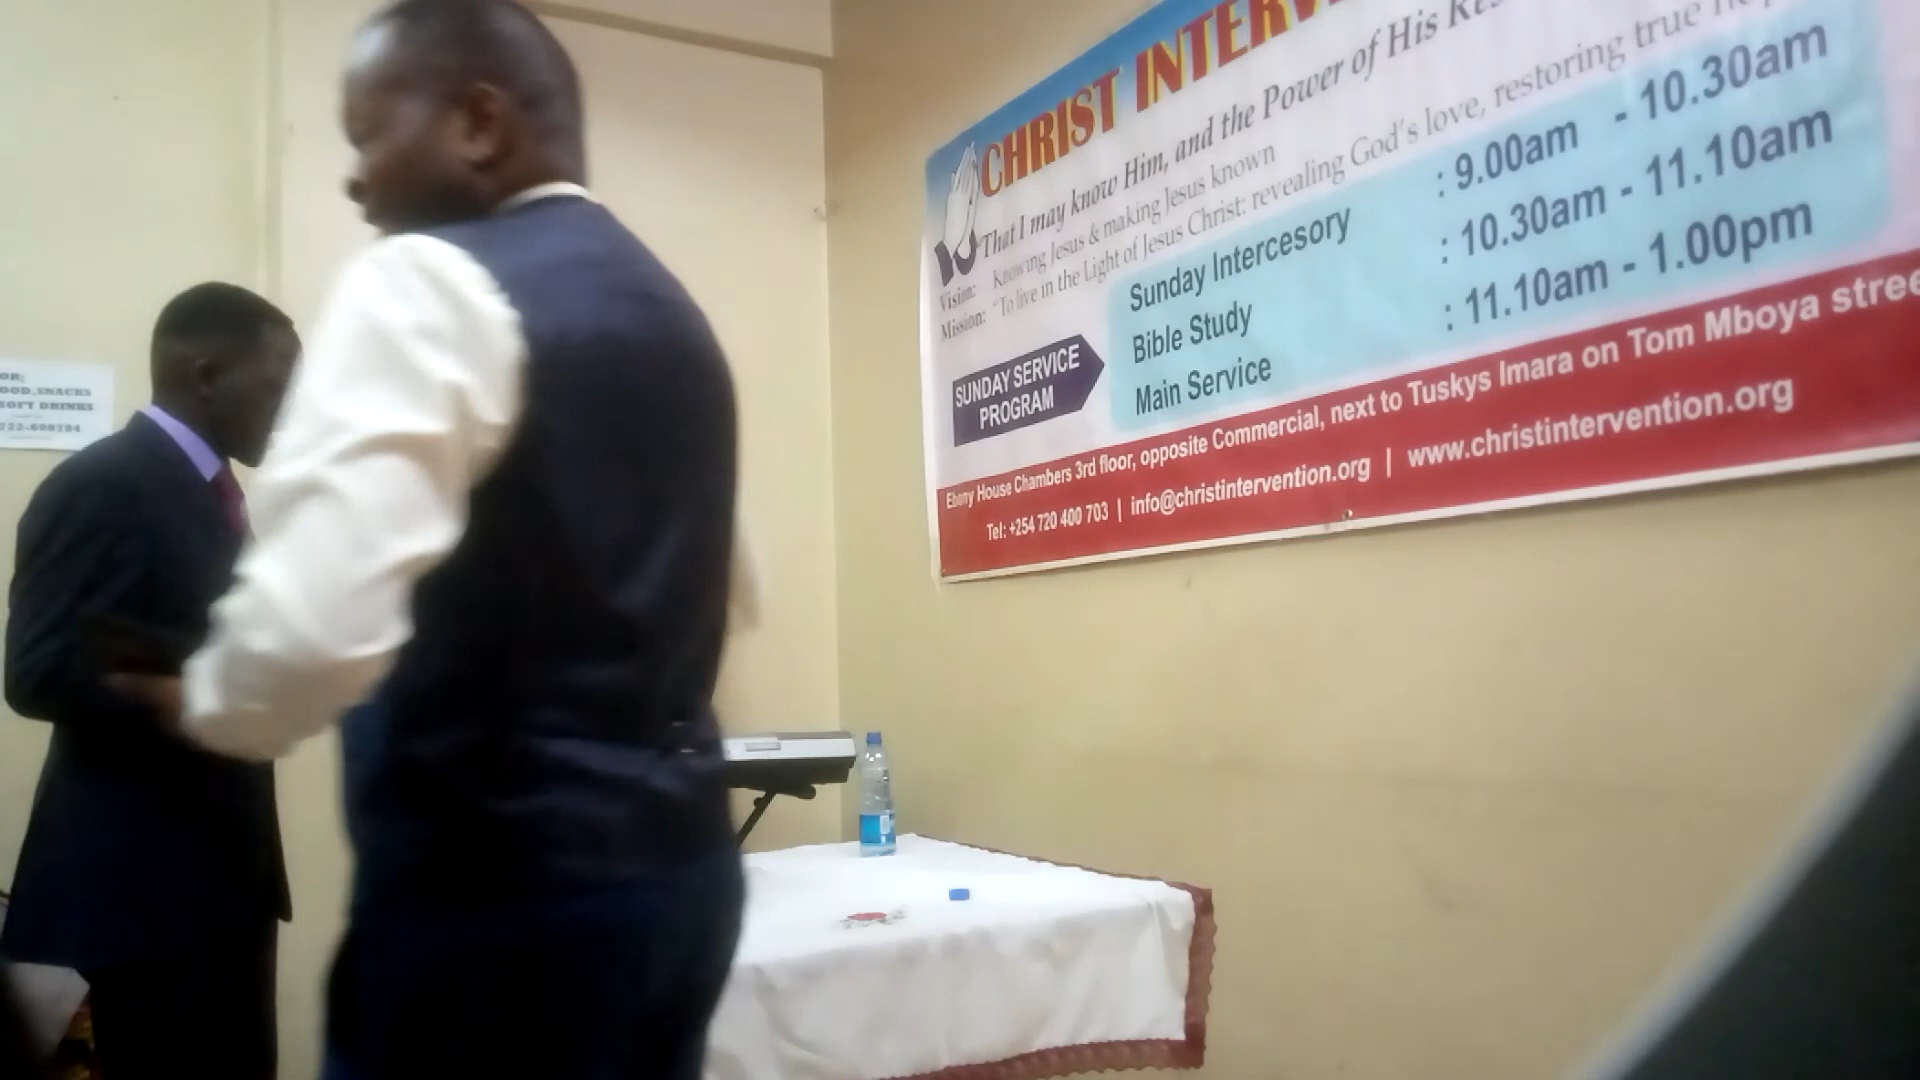 CHRIST
That I may know Him, and the Power of His
Vision: Knowing Jesus & making Jesus known
Mission: "To live in the Light of Jesus Christ: revealing God's love, restoring true
SUNDAY SERVICE
PROGRAM
Sunday Intercesory : 9.00am - 10.30am
Bible Study : 10.30am - 11.10am
Main Service : 11.10am - 1.00pm
Ebony House Chambers 3rd floor, opposite Commercial, next to Tuskys Imara on Tom Mboya stree
Tel: +254 720 400 703 | info@christintervention.org | www.christintervention.org
OOD,SNACKS
SOFT DRINKS